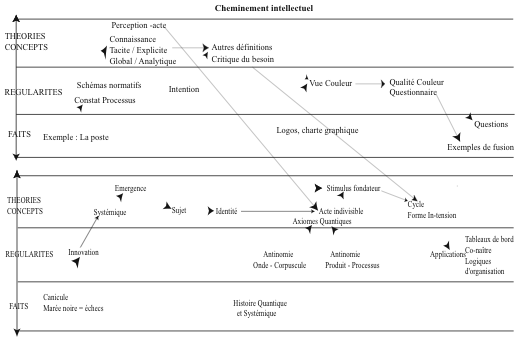 Cheminement intellectuel
Perception -acte
THEORIES
CONCEPTS
Connaissance
Tacite / Explicite
Global / Analytique
Autres définitions
Critique du besoin
REGULARITES
Schémas normatifs
Constat Processus
Intention
Vue Couleur
Qualité Couleur
Questionnaire
FAITS
Exemple : La poste
Logos, charte graphique
Questions
Exemples de fusion
THEORIES
CONCEPTS
Emergence
Systémique
Sujet
Identité
Stimulus fondateur
Acte indivisible
Axiomes Quantiques
Cycle
Forme In-tension
REGULARITES
Innovation
Antinomie
Onde - Corpuscule
Antinomie
Produit - Processus
Applications
Tableaux de bord
Co-naître
Logiques
d'organisation
FAITS
Canicule
Marée noire = échecs
Histoire Quantique
et Systémique